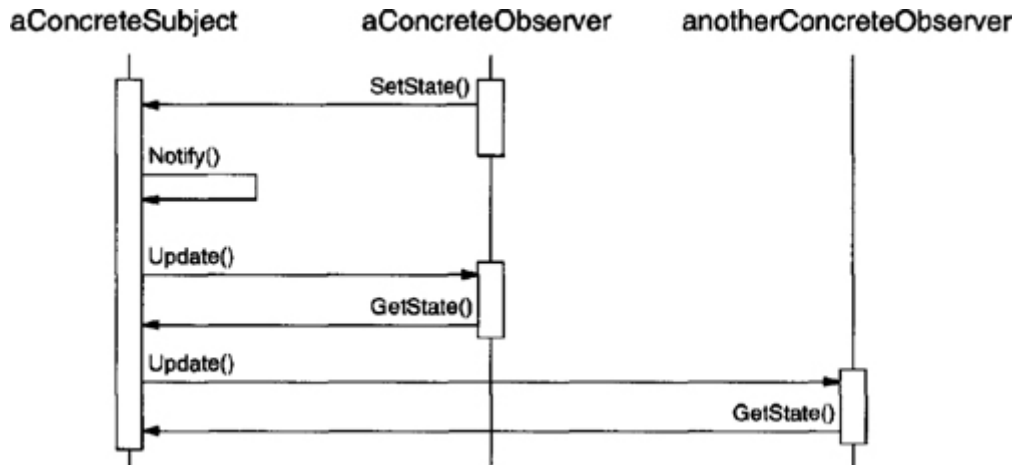 aConcreteSubject aConcreteObserver anotherConcreteObserver
SetState()
Notify()
Update()
GetState()
Update()
GetState()